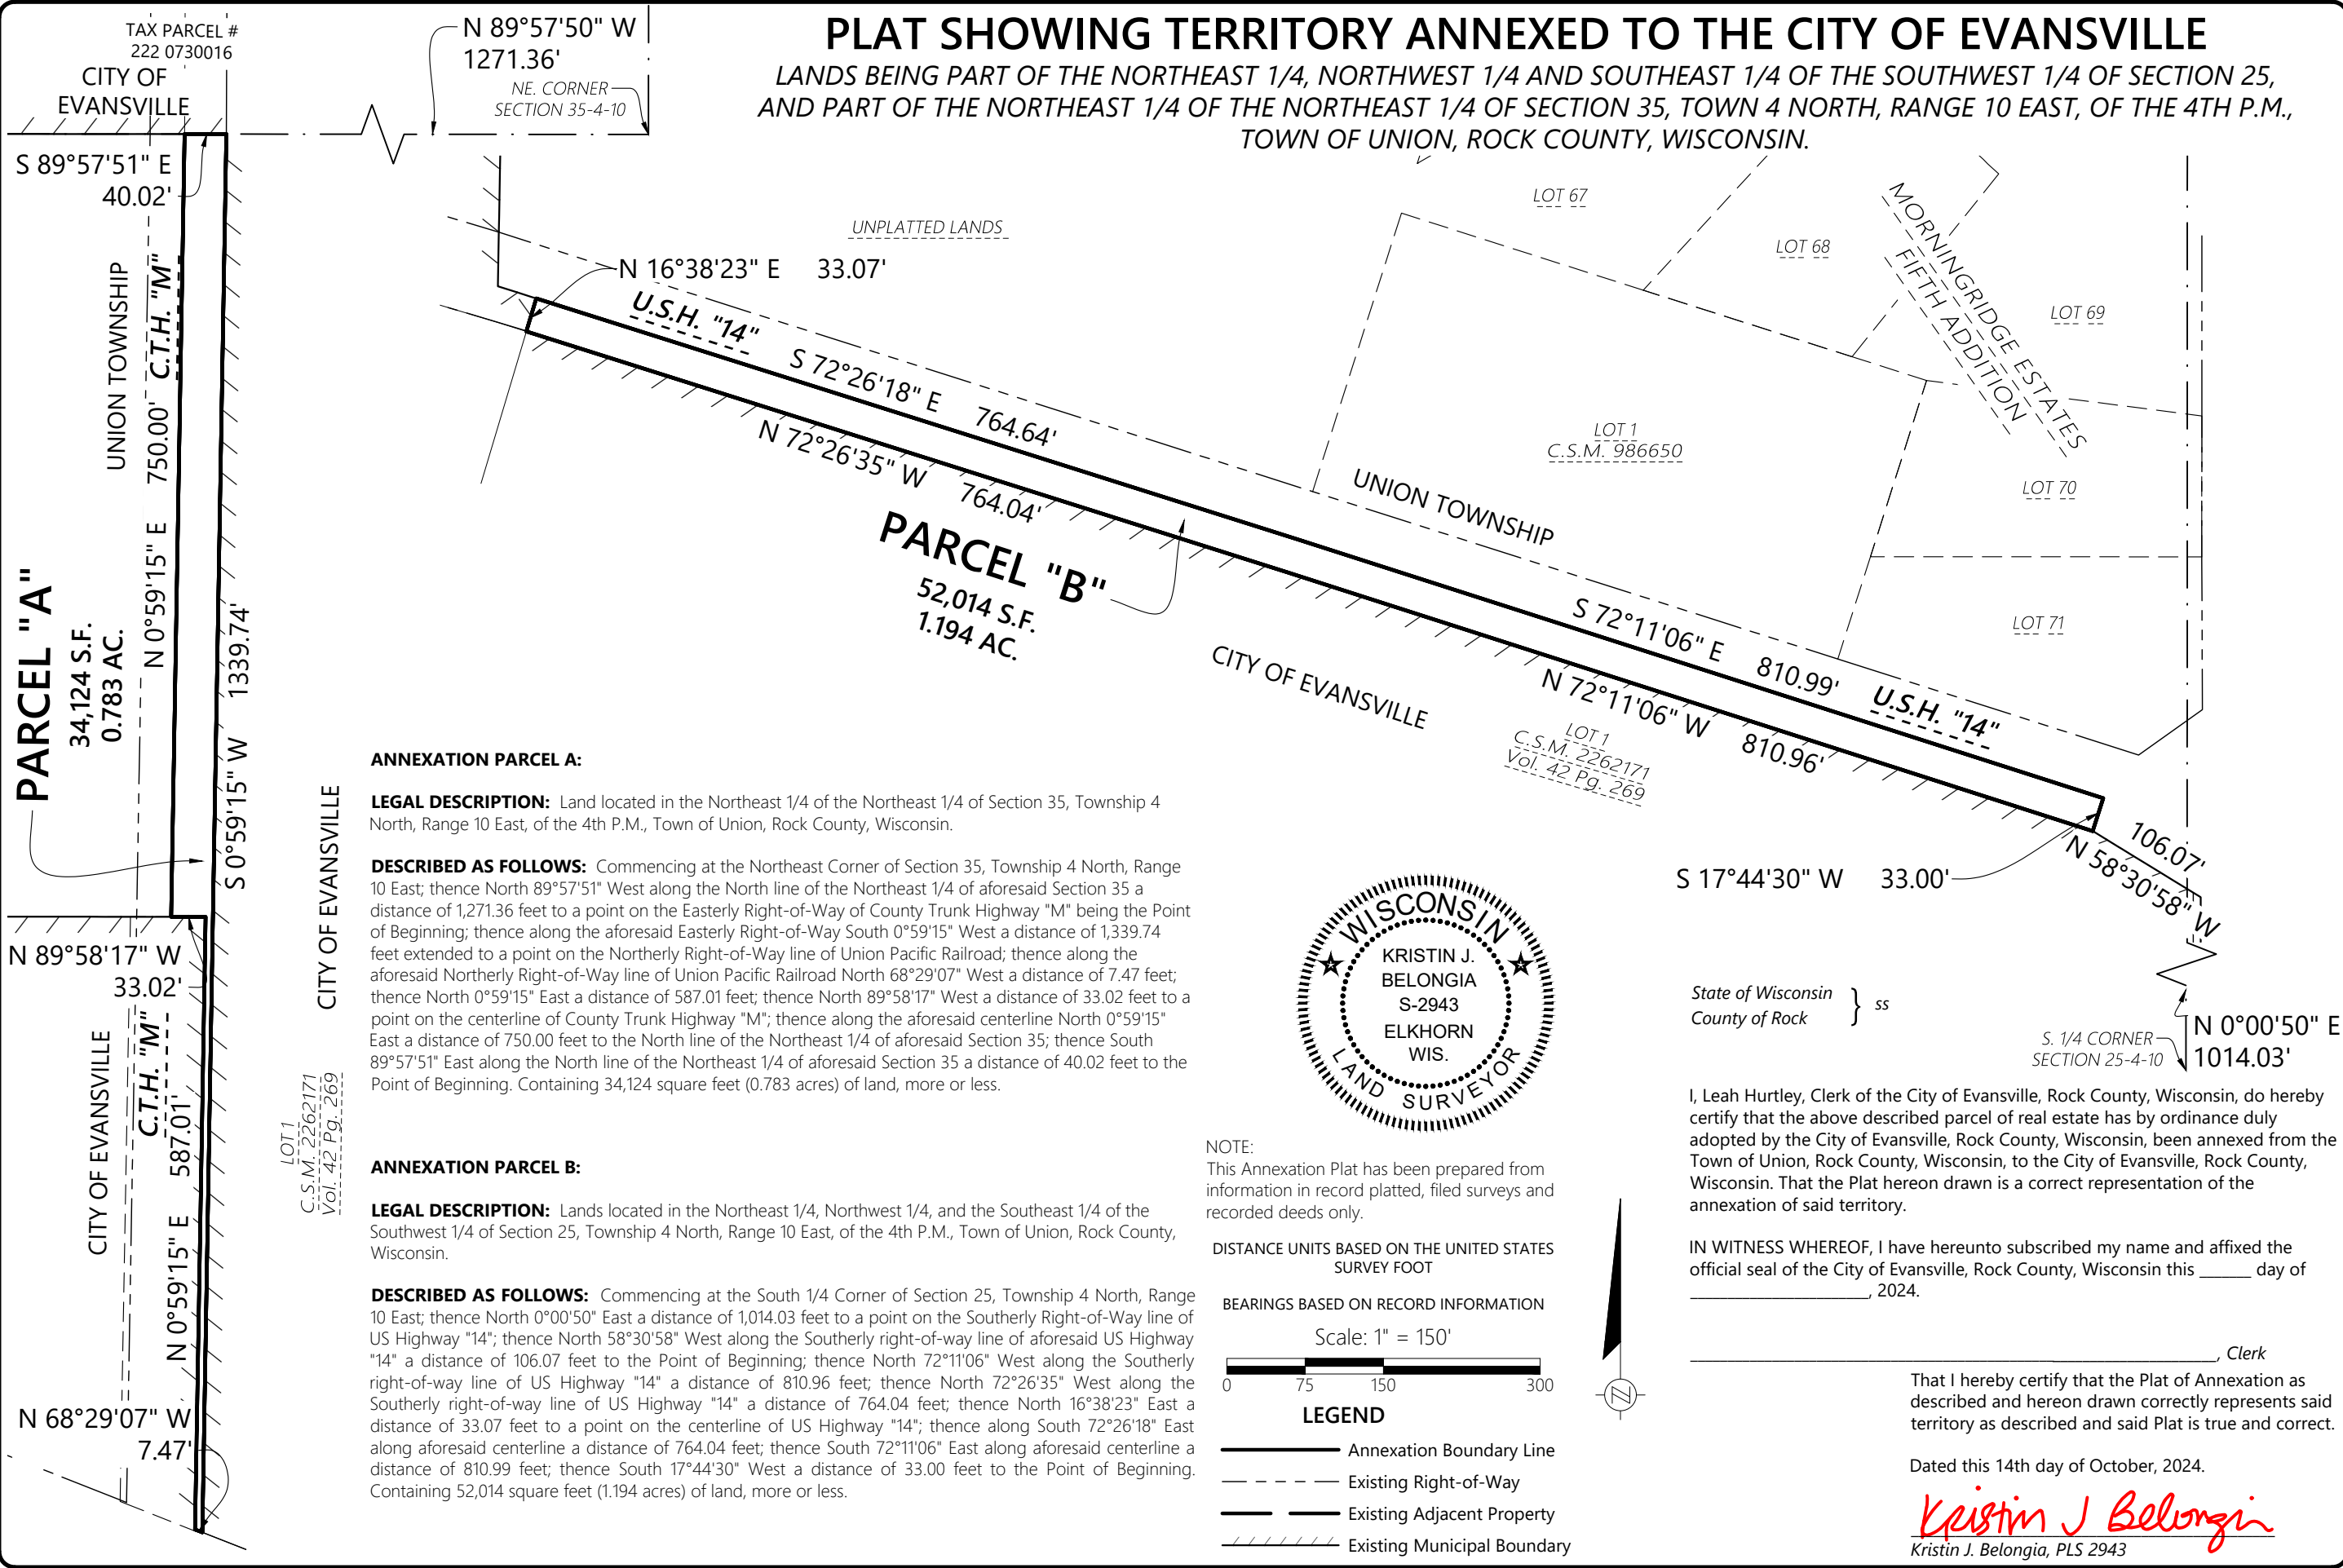 PLAT SHOWING TERRITORY ANNEXED TO THE CITY OF EVANSVILLE
LANDS BEING PART OF THE NORTHEAST 1/4, NORTHWEST 1/4 AND SOUTHEAST 1/4 OF THE SOUTHWEST 1/4 OF SECTION 25,
AND PART OF THE NORTHEAST 1/4 OF THE NORTHEAST 1/4 OF SECTION 35, TOWN 4 NORTH, RANGE 10 EAST, OF THE 4TH P.M.,
TOWN OF UNION, ROCK COUNTY, WISCONSIN.
TAX PARCEL #
222 0730016
CITY OF
EVANSVILLE
N 89°57'50" W
1271.36'
NE. CORNER
SECTION 35-4-10
S 89°57'51" E
40.02'
UNION TOWNSHIP
C.T.H. "M"
N 0°59'15" E 750.00'
PARCEL "A"
34,124 S.F.
0.783 AC.
S 0°59'15" W 1339.74'
CITY OF EVANSVILLE
N 89°58'17" W
33.02'
CITY OF EVANSVILLE
C.T.H. "M"
N 0°59'15" E 587.01'
LOT 1
C.S.M. 2262171
Vol. 42 Pg. 269
N 68°29'07" W
7.47'
UNPLATTED LANDS
N 16°38'23" E 33.07'
U.S.H. "14"
S 72°26'18" E 764.64'
N 72°26'35" W 764.04'
PARCEL "B"
52,014 S.F.
1.194 AC.
LOT 67
LOT 68
LOT 69
MORNINGRIDGE ESTATES
FIFTH ADDITION
LOT 1
C.S.M. 986650
LOT 70
LOT 71
UNION TOWNSHIP
S 72°11'06" E 810.99'
U.S.H. "14"
CITY OF EVANSVILLE
N 72°11'06" W 810.96'
LOT 1
C.S.M. 2262171
Vol. 42 Pg. 269
S 17°44'30" W 33.00'
106.07'
N 58°30'58" W
S. 1/4 CORNER
SECTION 25-4-10
N 0°00'50" E
1014.03'
ANNEXATION PARCEL A:
LEGAL DESCRIPTION: Land located in the Northeast 1/4 of the Northeast 1/4 of Section 35, Township 4
North, Range 10 East, of the 4th P.M., Town of Union, Rock County, Wisconsin.
DESCRIBED AS FOLLOWS: Commencing at the Northeast Corner of Section 35, Township 4 North, Range
10 East; thence North 89°57'51" West along the North line of the Northeast 1/4 of aforesaid Section 35 a
distance of 1,271.36 feet to a point on the Easterly Right-of-Way of County Trunk Highway "M" being the Point
of Beginning; thence along the aforesaid Easterly Right-of-Way South 0°59'15" West a distance of 1,339.74
feet extended to a point on the Northerly Right-of-Way line of Union Pacific Railroad; thence along the
aforesaid Northerly Right-of-Way line of Union Pacific Railroad North 68°29'07" West a distance of 7.47 feet;
thence North 0°59'15" East a distance of 587.01 feet; thence North 89°58'17" West a distance of 33.02 feet to a
point on the centerline of County Trunk Highway "M"; thence along the aforesaid centerline North 0°59'15"
East a distance of 750.00 feet to the North line of the Northeast 1/4 of aforesaid Section 35; thence South
89°57'51" East along the North line of the Northeast 1/4 of aforesaid Section 35 a distance of 40.02 feet to the
Point of Beginning. Containing 34,124 square feet (0.783 acres) of land, more or less.
ANNEXATION PARCEL B:
LEGAL DESCRIPTION: Lands located in the Northeast 1/4, Northwest 1/4, and the Southeast 1/4 of the
Southwest 1/4 of Section 25, Township 4 North, Range 10 East, of the 4th P.M., Town of Union, Rock County,
Wisconsin.
DESCRIBED AS FOLLOWS: Commencing at the South 1/4 Corner of Section 25, Township 4 North, Range
10 East; thence North 0°00'50" East a distance of 1,014.03 feet to a point on the Southerly Right-of-Way line of
US Highway "14"; thence North 58°30'58" West along the Southerly right-of-way line of aforesaid US Highway
"14" a distance of 106.07 feet to the Point of Beginning; thence North 72°11'06" West along the Southerly
right-of-way line of US Highway "14" a distance of 810.96 feet; thence North 72°26'35" West along the
Southerly right-of-way line of US Highway "14" a distance of 764.04 feet; thence North 16°38'23" East a
distance of 33.07 feet to a point on the centerline of US Highway "14"; thence along South 72°26'18" East
along aforesaid centerline a distance of 764.04 feet; thence South 72°11'06" East along aforesaid centerline a
distance of 810.99 feet; thence South 17°44'30" West a distance of 33.00 feet to the Point of Beginning.
Containing 52,014 square feet (1.194 acres) of land, more or less.
WISCONSIN
KRISTIN J.
BELONGIA
S-2943
ELKHORN
WIS.
LAND SURVEYOR
NOTE:
This Annexation Plat has been prepared from
information in record platted, filed surveys and
recorded deeds only.
DISTANCE UNITS BASED ON THE UNITED STATES
SURVEY FOOT
BEARINGS BASED ON RECORD INFORMATION
Scale: 1" = 150'
0 75 150 300
LEGEND
Annexation Boundary Line
Existing Right-of-Way
Existing Adjacent Property
Existing Municipal Boundary
N
State of Wisconsin
County of Rock } ss
I, Leah Hurtley, Clerk of the City of Evansville, Rock County, Wisconsin, do hereby
certify that the above described parcel of real estate has by ordinance duly
adopted by the City of Evansville, Rock County, Wisconsin, been annexed from the
Town of Union, Rock County, Wisconsin, to the City of Evansville, Rock County,
Wisconsin. That the Plat hereon drawn is a correct representation of the
annexation of said territory.
IN WITNESS WHEREOF, I have hereunto subscribed my name and affixed the
official seal of the City of Evansville, Rock County, Wisconsin this ______ day of
____________________, 2024.
____________________, Clerk
That I hereby certify that the Plat of Annexation as
described and hereon drawn correctly represents said
territory as described and said Plat is true and correct.
Dated this 14th day of October, 2024.
Kristin J Belongia
Kristin J. Belongia, PLS 2943